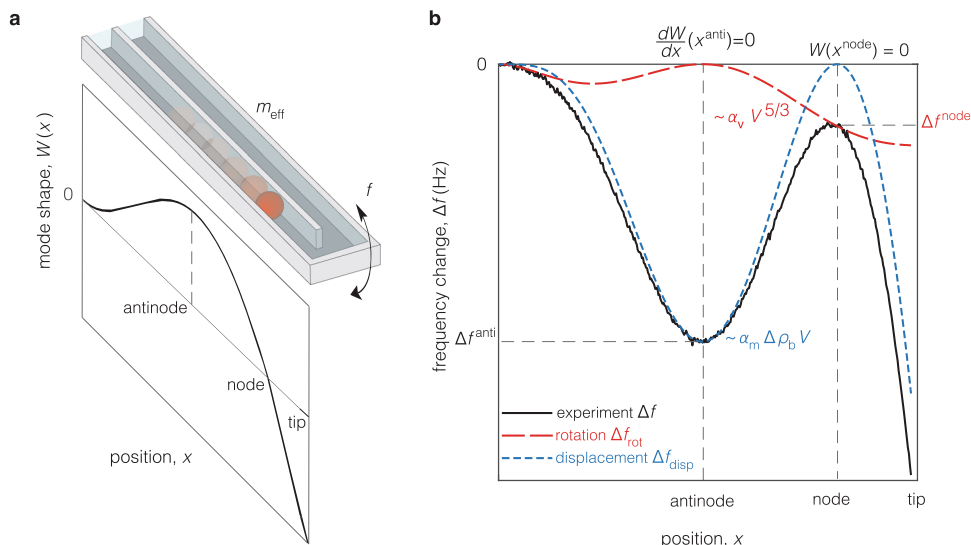 a
mode shape, W(x)
0
m_eff
f
antinode
node
tip
position, x
b
dW/dx (x^anti)=0
W(x^node) = 0
0
~ α_v V^5/3
Δf^node
frequency change, Δf (Hz)
Δf^anti
~ α_m Δρ_b V
experiment Δf
rotation Δf_rot
displacement Δf_disp
antinode
node
tip
position, x